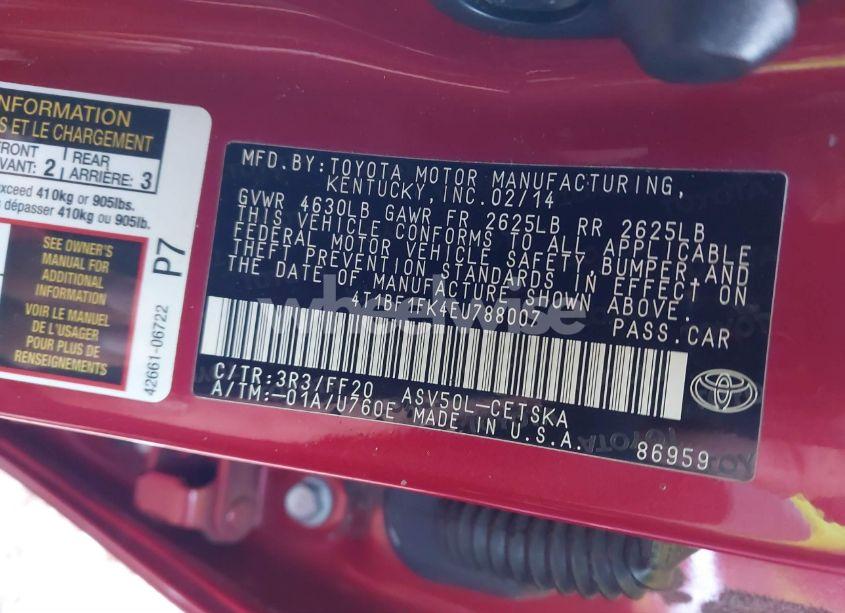 INFORMATION
S ET LE CHARGEMENT
FRONT
VANT: 2
REAR
ARRIÈRE: 3
exceed 410kg or 905lbs.
s dépasser 410kg ou 905lb.
SEE OWNER'S
MANUAL FOR
ADDITIONAL
INFORMATION
VOIR LE MANUEL
DE L'USAGER
POUR PLUS DE
RENSEIGNEMENTS
P7
42661-06722
MFD.BY:TOYOTA MOTOR MANUFACTURING,
KENTUCKY,INC.02/14
GVWR 4630LB GAWR FR 2625LB RR 2625LB
THIS VEHICLE CONFORMS TO ALL APPLICABLE
FEDERAL MOTOR VEHICLE SAFETY,BUMPER,AND
THEFT PREVENTION STANDARDS IN EFFECT ON
THE DATE OF MANUFACTURE SHOWN ABOVE.
4T1BF1FK4EU788007 PASS.CAR
C/TR:3R3/FF20 ASV50L-CETSKA
A/TM:-01A/U760E MADE IN U.S.A.
86959
wheelwise